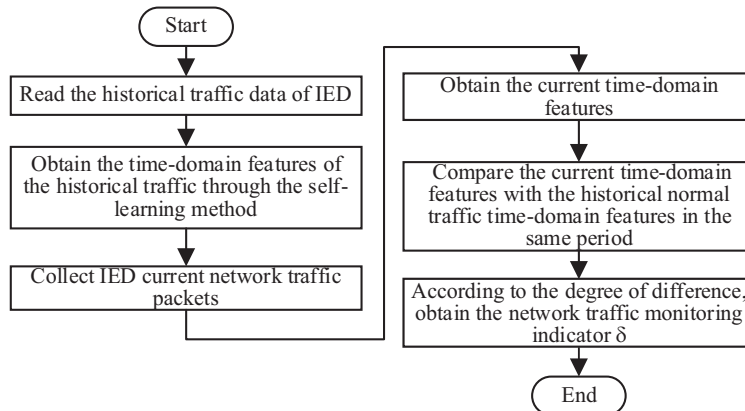 Start
Read the historical traffic data of IED
Obtain the time-domain features of
the historical traffic through the self-
learning method
Collect IED current network traffic
packets
Obtain the current time-domain
features
Compare the current time-domain
features with the historical normal
traffic time-domain features in the
same period
According to the degree of difference,
obtain the network traffic monitoring
indicator δ
End